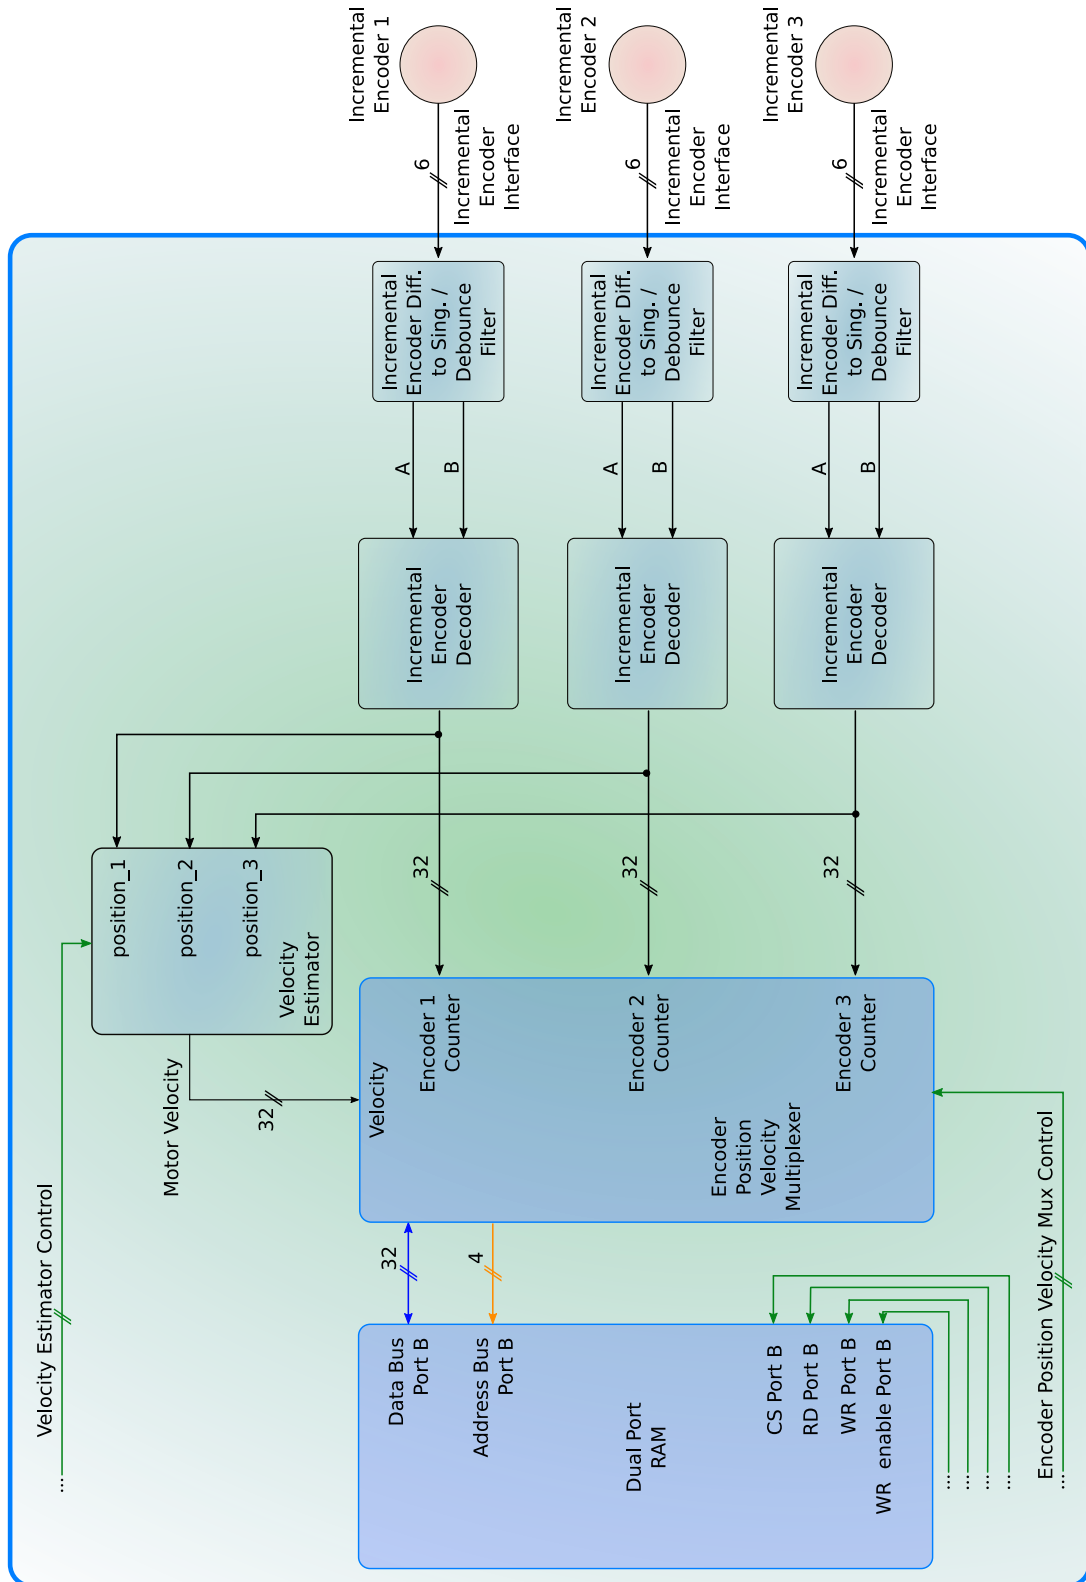 Incremental
Encoder 1
Incremental
Encoder 2
Incremental
Encoder 3
6
Incremental
Encoder
Interface
6
Incremental
Encoder
Interface
6
Incremental
Encoder
Interface
Incremental
Encoder Diff.
to Sing. /
Debounce
Filter
Incremental
Encoder Diff.
to Sing. /
Debounce
Filter
Incremental
Encoder Diff.
to Sing. /
Debounce
Filter
A
B
A
B
A
B
Incremental
Encoder
Decoder
Incremental
Encoder
Decoder
Incremental
Encoder
Decoder
position_1
position_2
position_3
Velocity
Estimator
32
32
32
Motor Velocity
32
Velocity
Encoder 1
Counter
Encoder 2
Counter
Encoder 3
Counter
Encoder
Position
Velocity
Multiplexer
Velocity Estimator Control
...
32
4
Data Bus
Port B
Address Bus
Port B
Dual Port
RAM
CS Port B
RD Port B
WR Port B
WR  enable Port B
...
...
...
...
Encoder Position Velocity Mux Control
...